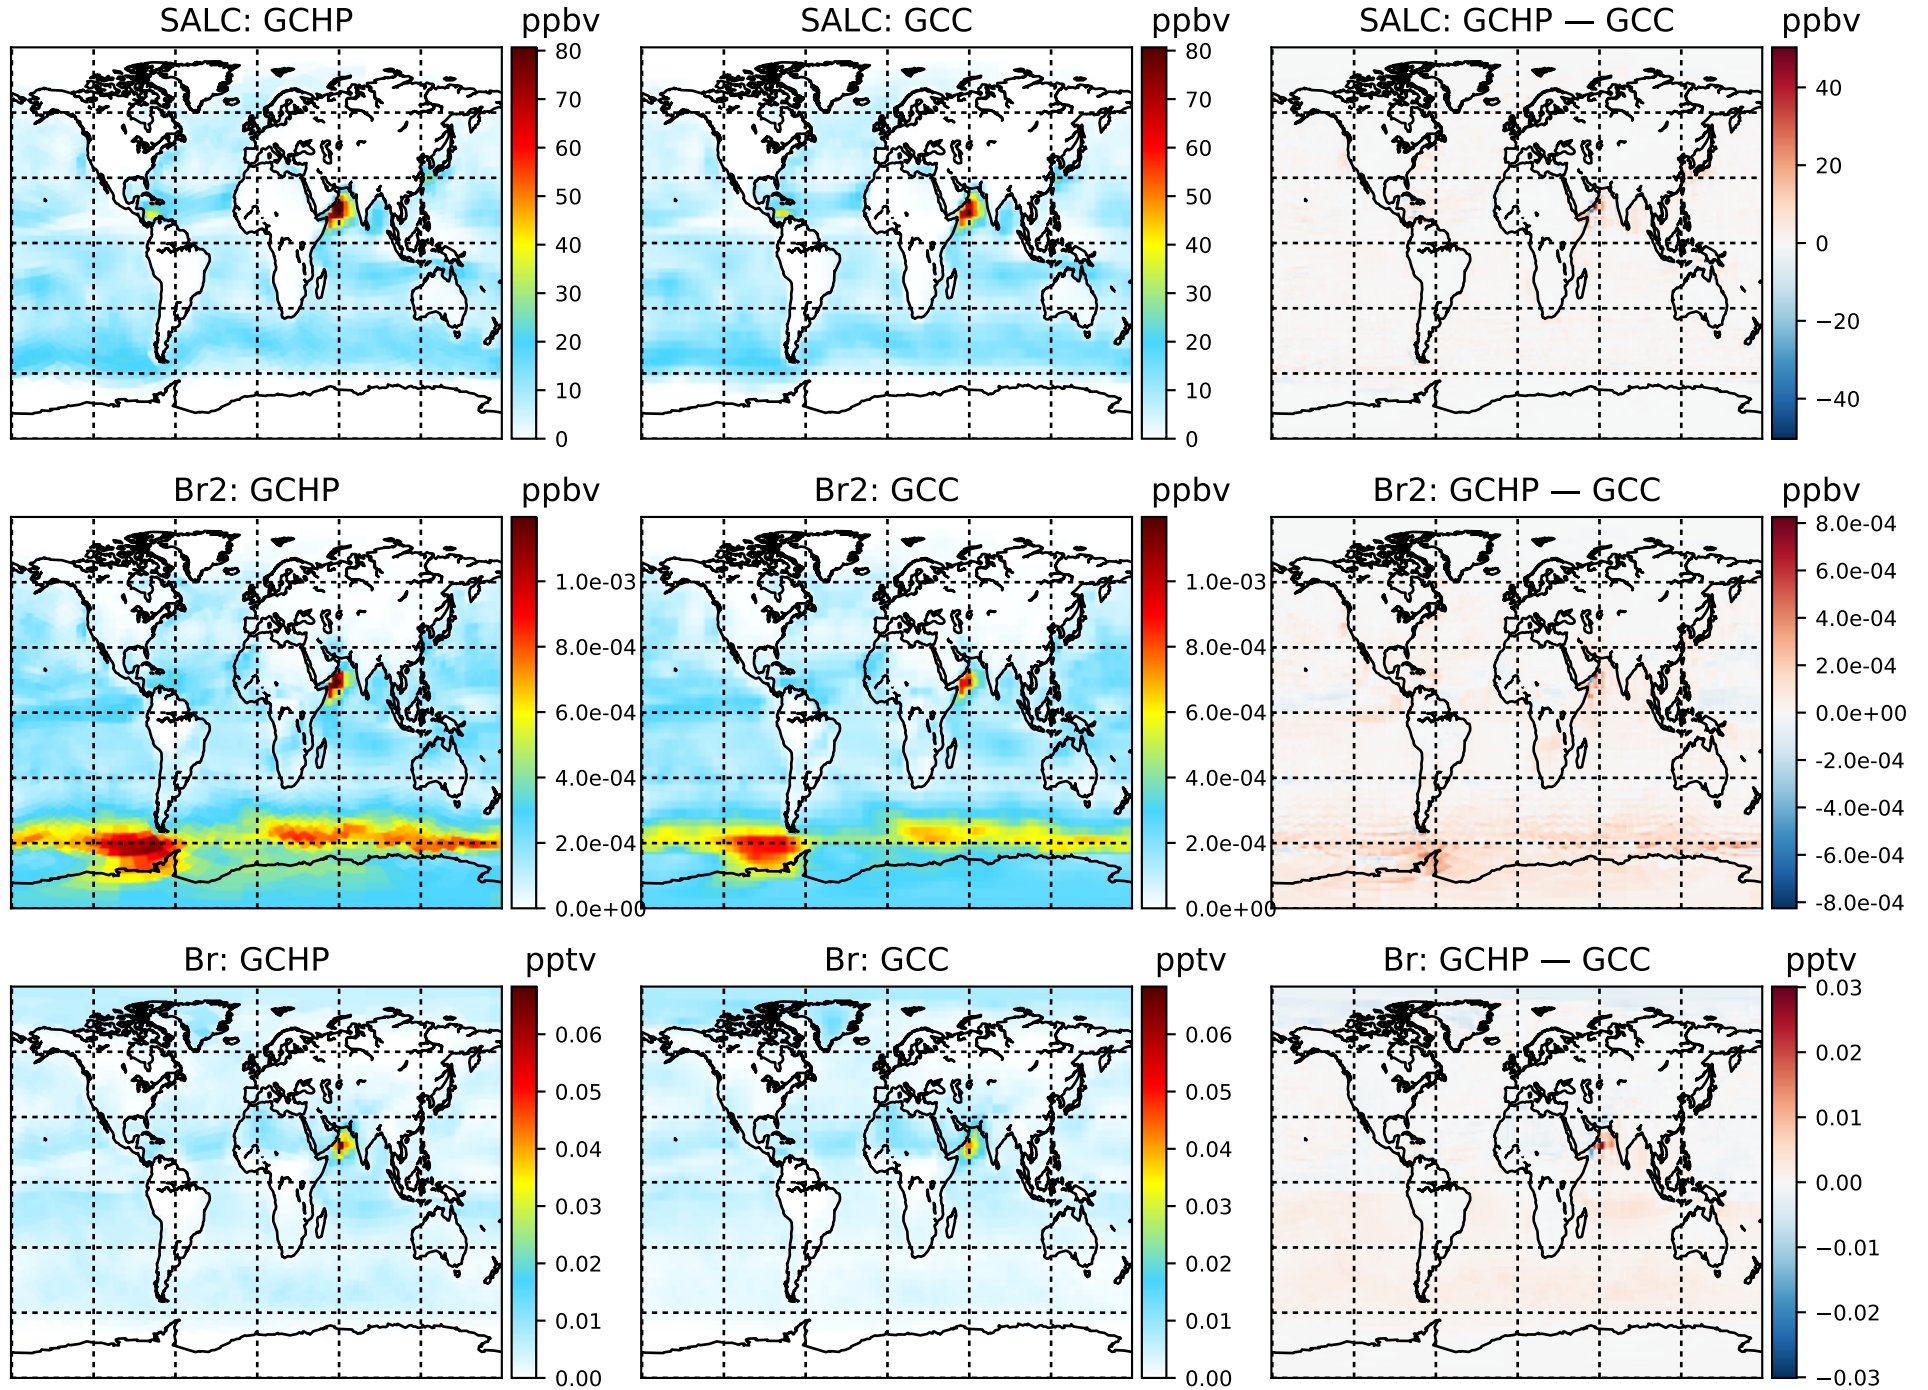 SALC: GCHP
ppbv
80
70
60
50
40
30
20
10
0
SALC: GCC
ppbv
80
70
60
50
40
30
20
10
0
SALC: GCHP — GCC
ppbv
40
20
0
−20
−40
Br2: GCHP
ppbv
1.0e-03
8.0e-04
6.0e-04
4.0e-04
2.0e-04
0.0e+00
Br2: GCC
ppbv
1.0e-03
8.0e-04
6.0e-04
4.0e-04
2.0e-04
0.0e+00
Br2: GCHP — GCC
ppbv
8.0e-04
6.0e-04
4.0e-04
2.0e-04
0.0e+00
-2.0e-04
-4.0e-04
-6.0e-04
-8.0e-04
Br: GCHP
pptv
0.06
0.05
0.04
0.03
0.02
0.01
0.00
Br: GCC
pptv
0.06
0.05
0.04
0.03
0.02
0.01
0.00
Br: GCHP — GCC
pptv
0.03
0.02
0.01
0.00
−0.01
−0.02
−0.03